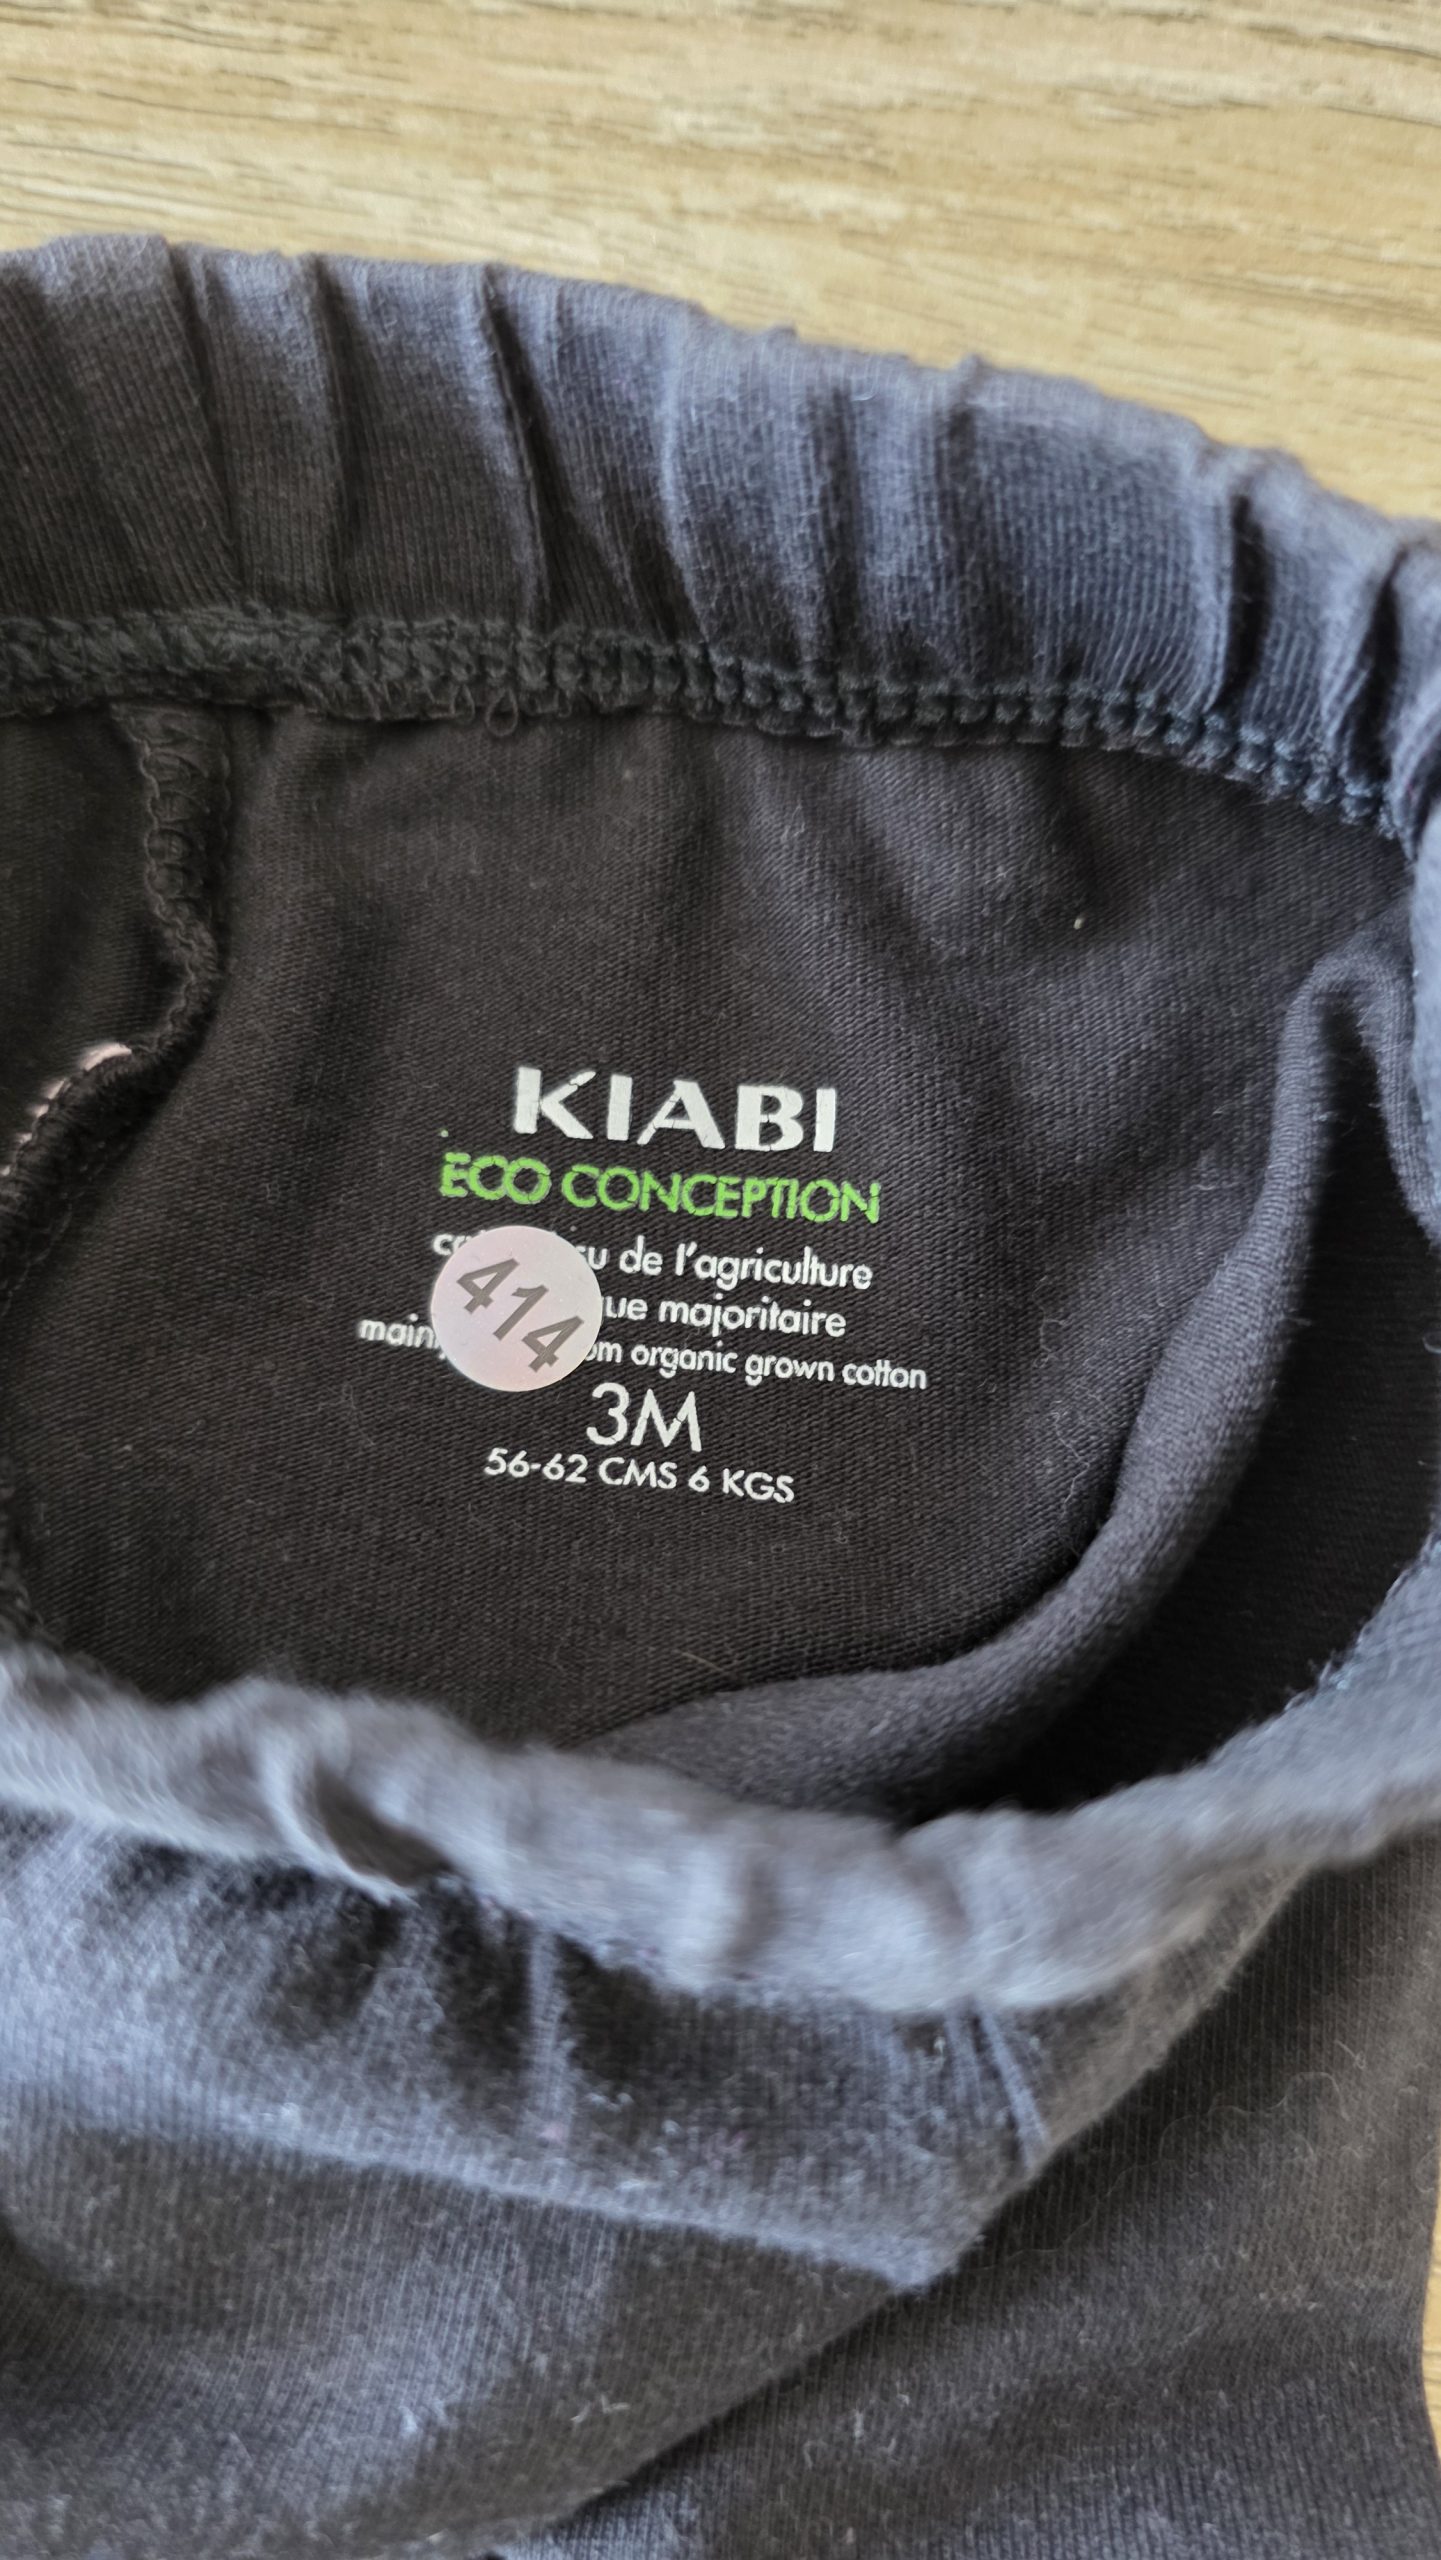 KIABI
ECO CONCEPTION
de l'agriculture
majoritaire
414
organic grown cotton
3M
56-62 CMS 6 KGS